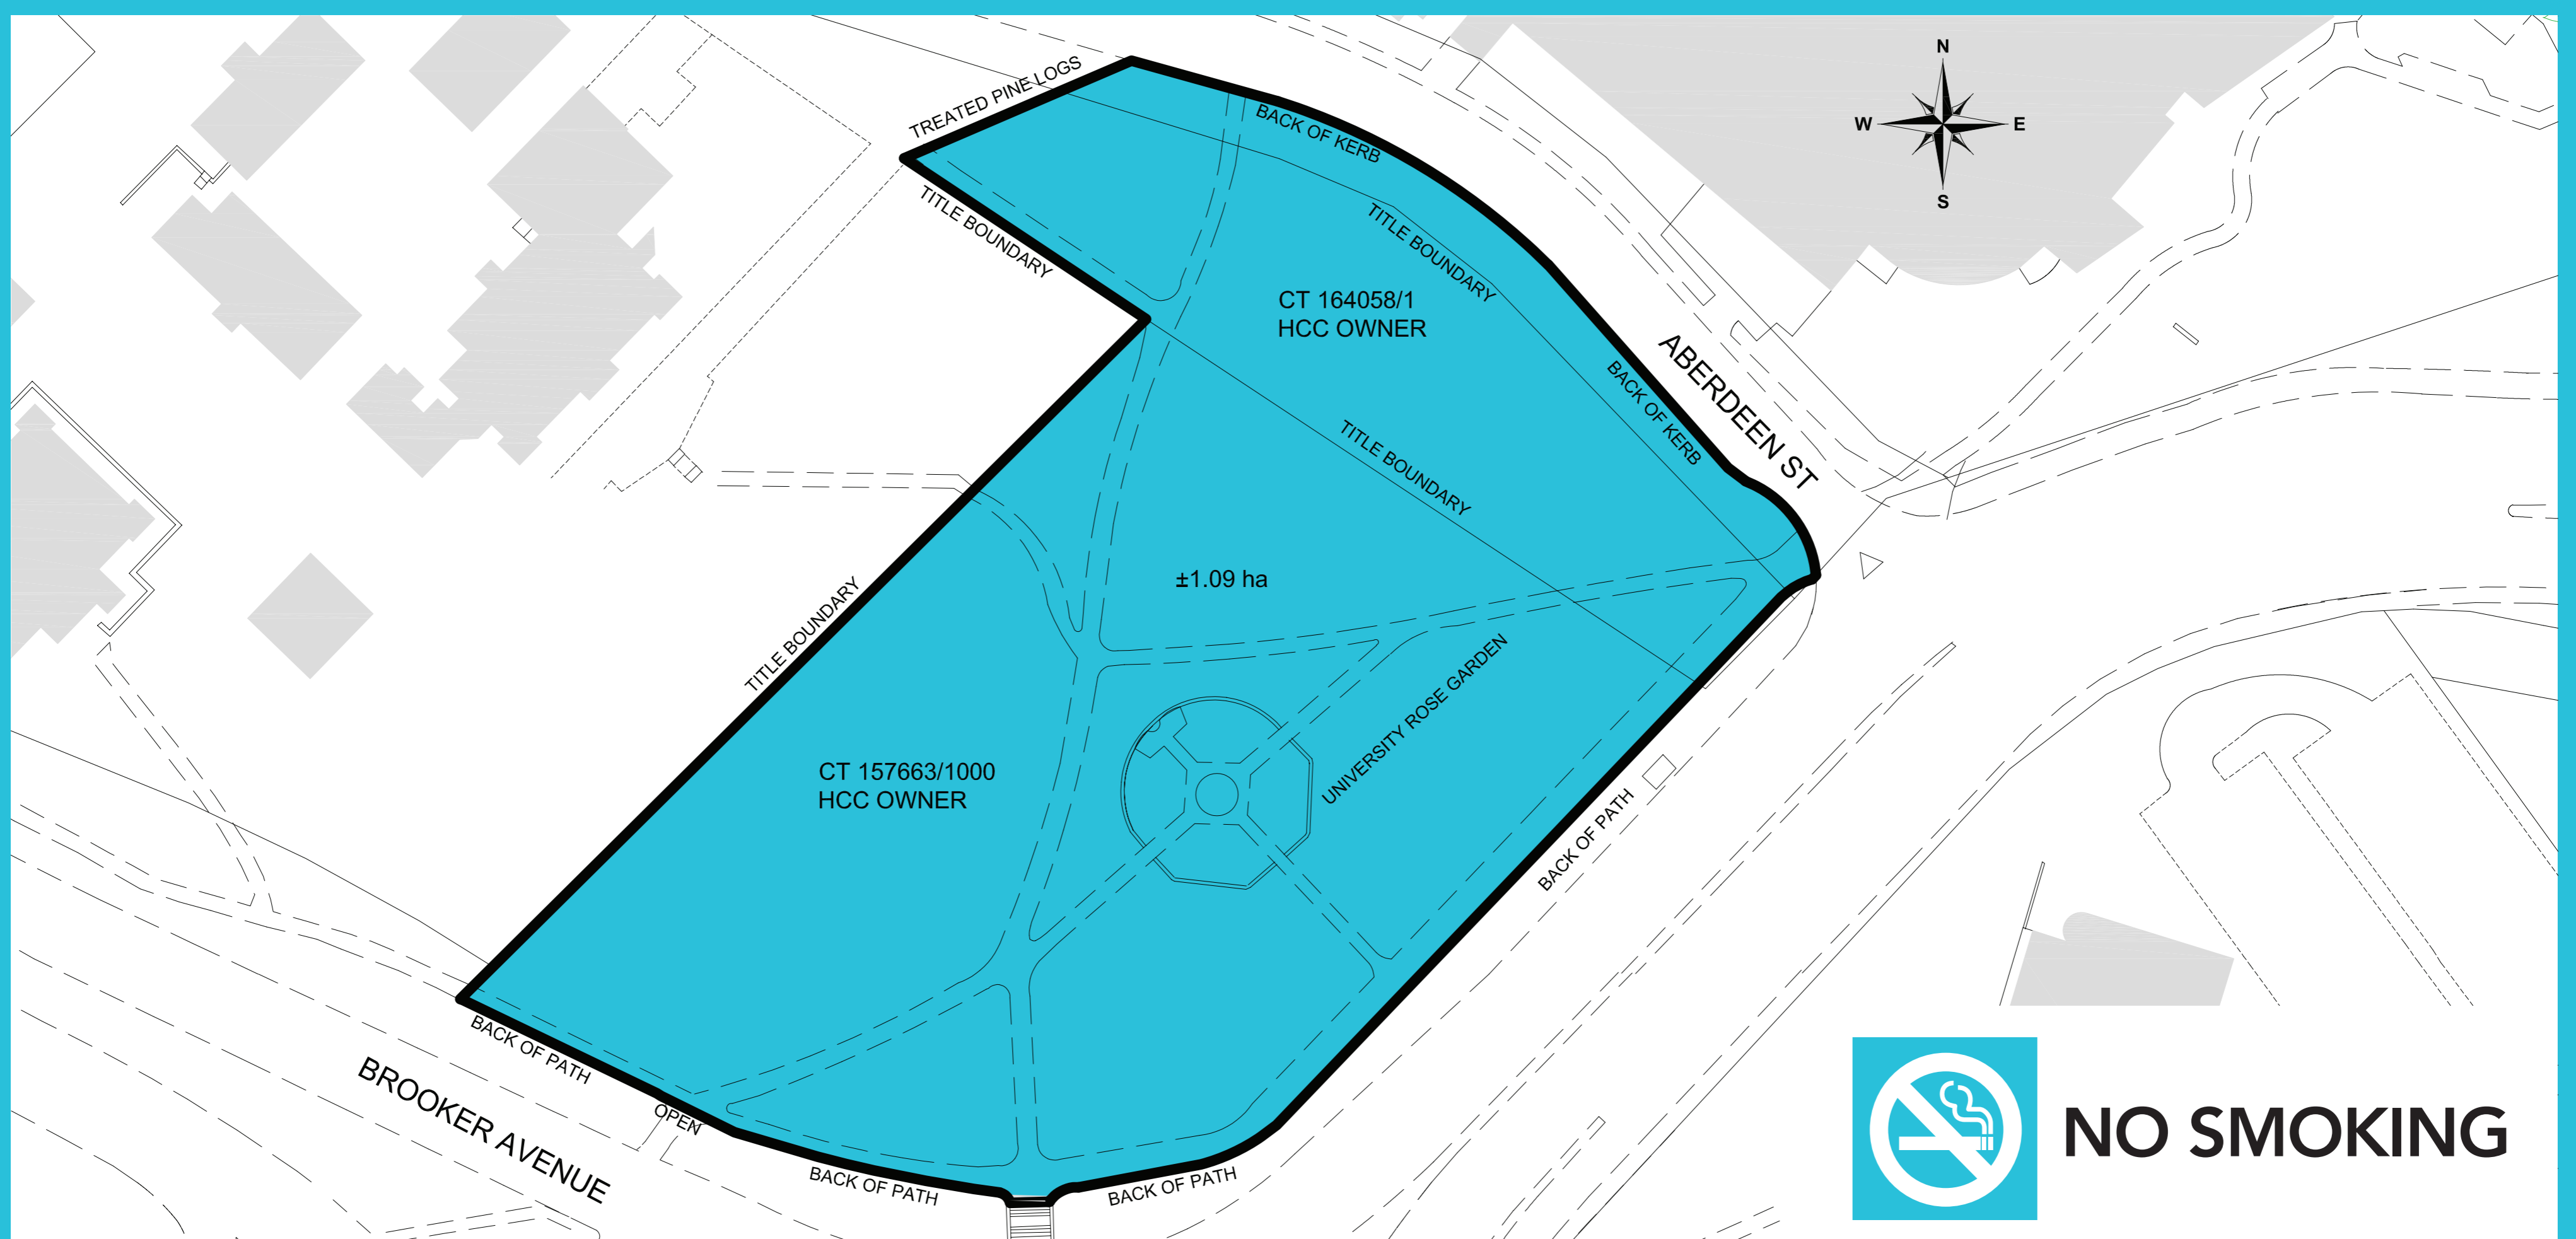 N
W
E
S
TREATED PINE LOGS
BACK OF KERB
TITLE BOUNDARY
TITLE BOUNDARY
CT 164058/1
HCC OWNER
ABERDEEN ST
BACK OF KERB
TITLE BOUNDARY
±1.09 ha
TITLE BOUNDARY
UNIVERSITY ROSE GARDEN
CT 157663/1000
HCC OWNER
BACK OF PATH
BACK OF PATH
BROOKER AVENUE
OPEN
BACK OF PATH
BACK OF PATH
NO SMOKING